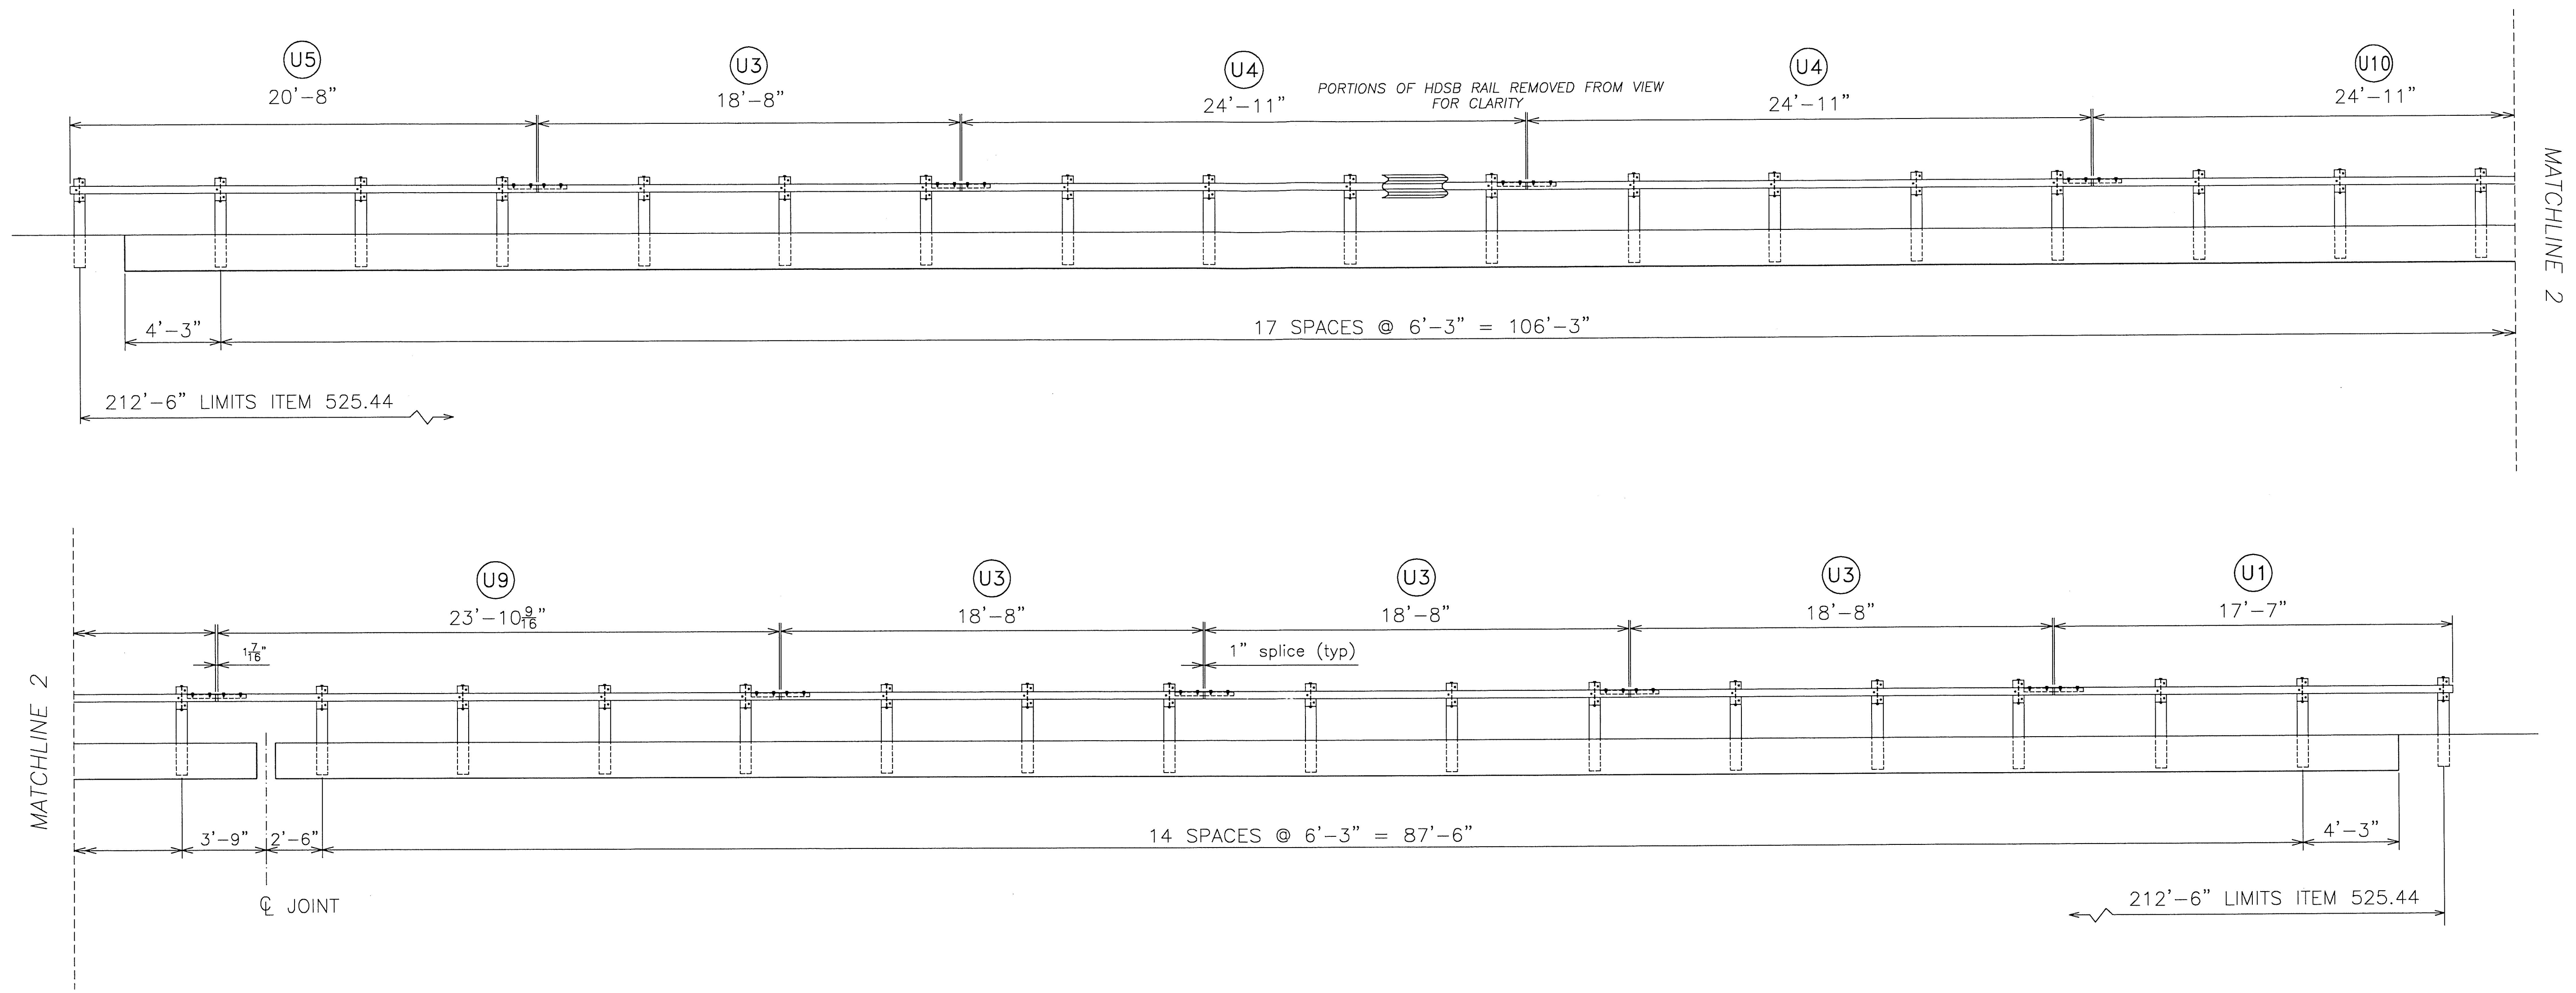 U5
20'-8"
U3
18'-8"
U4
24'-11"
PORTIONS OF HDSB RAIL REMOVED FROM VIEW
FOR CLARITY
U4
24'-11"
U10
24'-11"
MATCHLINE 2
4'-3"
17 SPACES @ 6'-3" = 106'-3"
212'-6" LIMITS ITEM 525.44
MATCHLINE 2
U9
23'-10 9/16"
U3
18'-8"
U3
18'-8"
U3
18'-8"
U1
17'-7"
1 7/16"
1" splice (typ)
3'-9"
2'-6"
14 SPACES @ 6'-3" = 87'-6"
4'-3"
℄ JOINT
212'-6" LIMITS ITEM 525.44